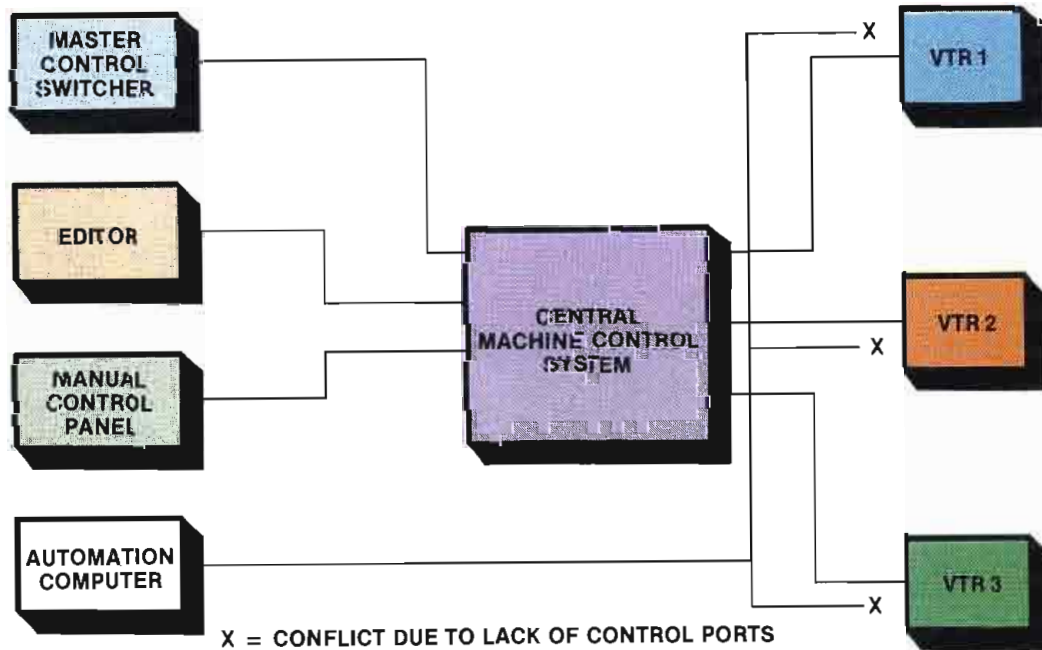 MASTER
CONTROL
SWITCHER
EDITOR
MANUAL
CONTROL
PANEL
AUTOMATION
COMPUTER
CENTRAL
MACHINE CONTROL
SYSTEM
X
VTR 1
VTR 2
X
VTR 3
X
X = CONFLICT DUE TO LACK OF CONTROL PORTS